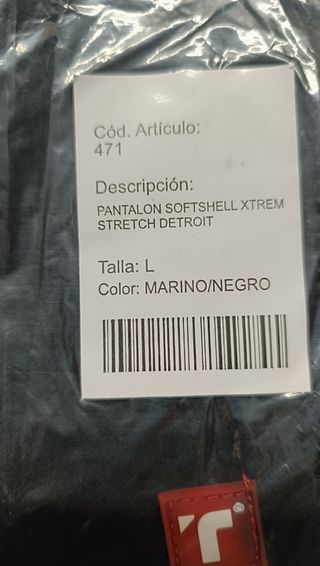 Cód. Artículo:
471
Descripción:
PANTALON SOFTSHELL XTREM
STRETCH DETROIT
Talla: L
Color: MARINO/NEGRO